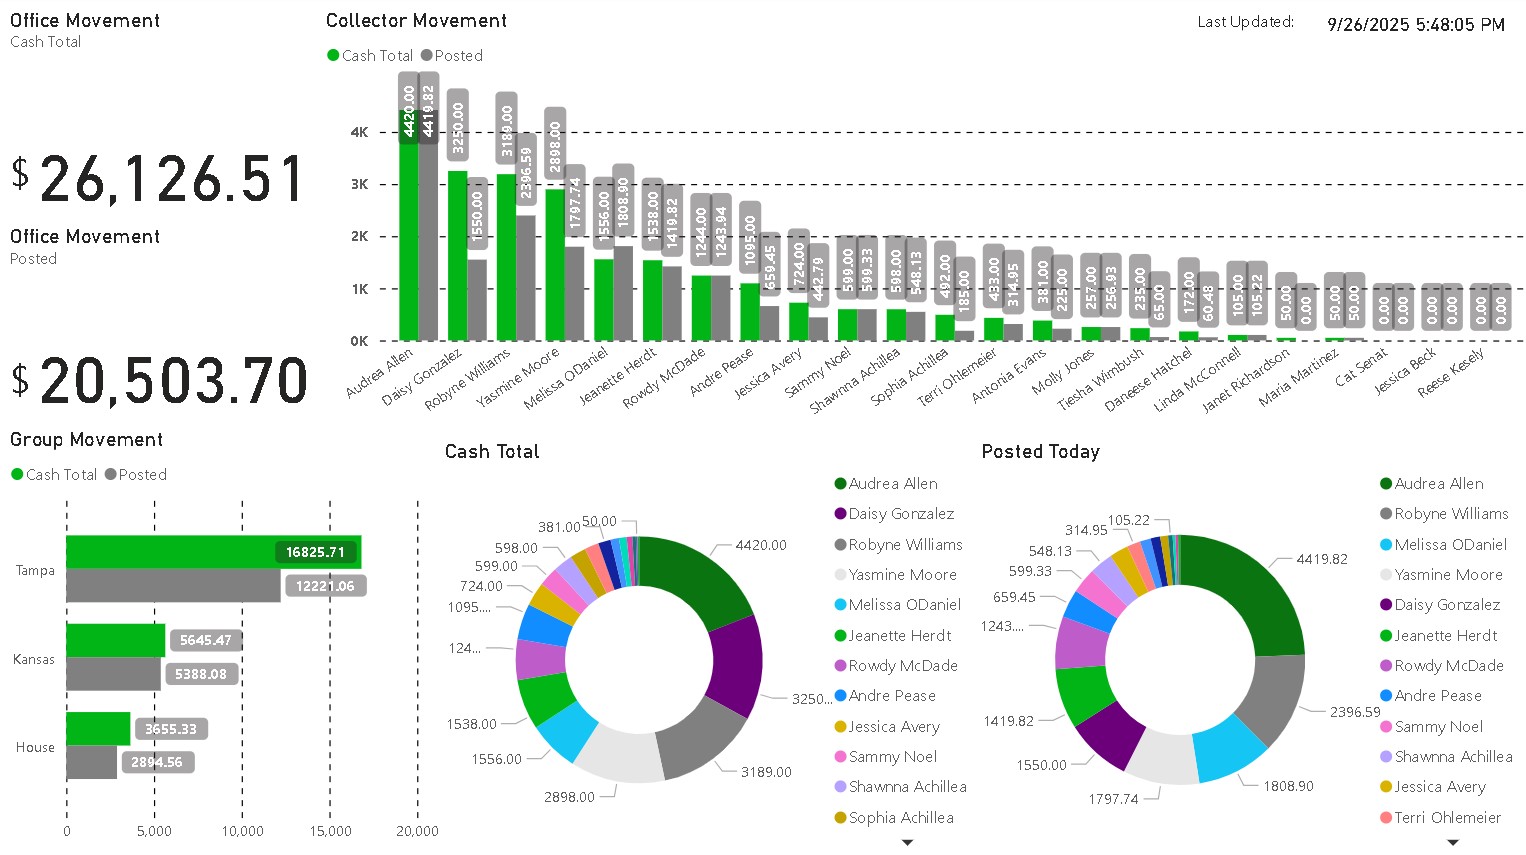 Office Movement
Cash Total
$ 26,126.51
Office Movement
Posted
$ 20,503.70
Collector Movement
Cash Total Posted
Last Updated: 9/26/2025 5:48:05 PM
4K
3K
2K
1K
0K
4420.00 4419.82
3250.00 1550.00
3189.00 2396.59
2898.00 1797.74
1556.00 1808.90
1538.00 1419.82
1244.00 1243.94
1095.00 659.45
724.00 442.79
599.00 599.33
598.00 548.13
492.00 185.00
433.00 314.95
381.00 225.00
257.00 256.93
235.00 65.00
172.00 60.48
105.00 105.22
50.00 0.00
50.00 50.00
0.00 0.00
0.00 0.00
0.00 0.00
Audrea Allen
Daisy Gonzalez
Robyne Williams
Yasmine Moore
Melissa ODaniel
Jeanette Herdt
Rowdy McDade
Andre Pease
Jessica Avery
Sammy Noel
Shawnna Achillea
Sophia Achillea
Terri Ohlemeier
Antonia Evans
Molly Jones
Tiesha Wimbush
Daneese Hatchel
Linda McConnell
Janet Richardson
Maria Martinez
Cat Senat
Jessica Beck
Reese Kesely
Group Movement
Cash Total Posted
Tampa
16825.71
12221.06
Kansas
5645.47
5388.08
House
3655.33
2894.56
0 5,000 10,000 15,000 20,000
Cash Total
4420.00
3250...
3189.00
2898.00
1556.00
1538.00
124...
1095....
724.00
599.00
598.00
381.00
50.00
Audrea Allen
Daisy Gonzalez
Robyne Williams
Yasmine Moore
Melissa ODaniel
Jeanette Herdt
Rowdy McDade
Andre Pease
Jessica Avery
Sammy Noel
Shawnna Achillea
Sophia Achillea
Posted Today
4419.82
2396.59
1808.90
1797.74
1550.00
1419.82
1243....
659.45
599.33
548.13
314.95
105.22
Audrea Allen
Robyne Williams
Melissa ODaniel
Yasmine Moore
Daisy Gonzalez
Jeanette Herdt
Rowdy McDade
Andre Pease
Sammy Noel
Shawnna Achillea
Jessica Avery
Terri Ohlemeier